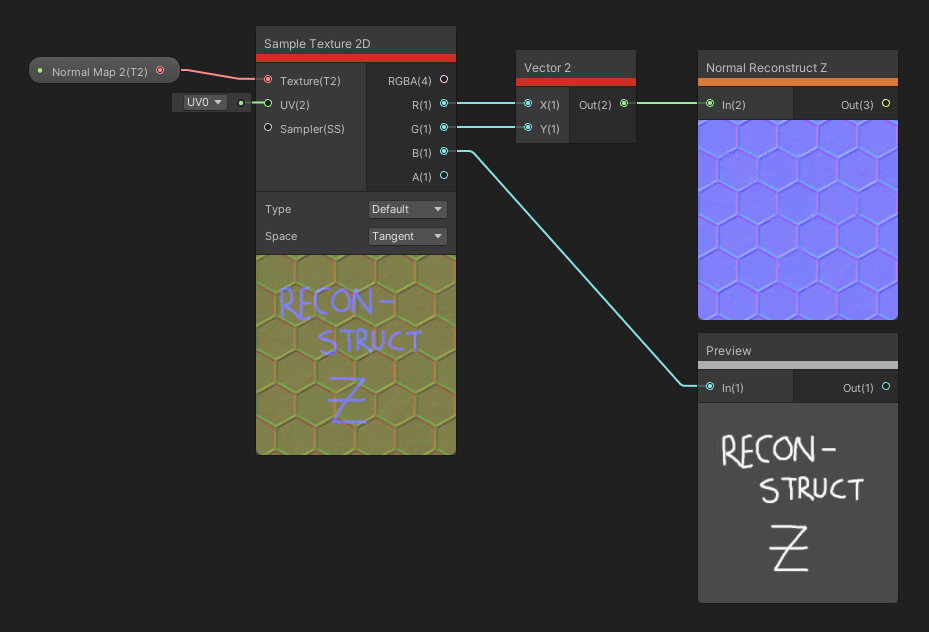 Normal Map 2(T2)
UV0
Sample Texture 2D
Texture(T2)
RGBA(4)
UV(2)
R(1)
Sampler(SS)
G(1)
B(1)
A(1)
Type
Default
Space
Tangent
RECON-
STRUCT
Z
Vector 2
X(1)
Out(2)
Y(1)
Normal Reconstruct Z
In(2)
Out(3)
Preview
In(1)
Out(1)
RECON-
STRUCT
Z